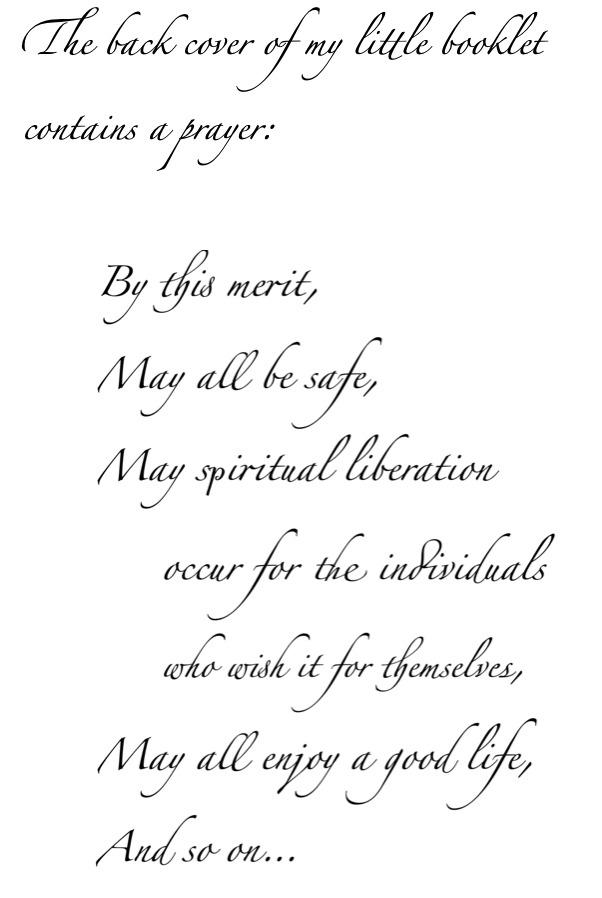 The back cover of my little booklet
contains a prayer:
By this merit,
May all be safe,
May spiritual liberation
occur for the individuals
who wish it for themselves,
May all enjoy a good life,
And so on...